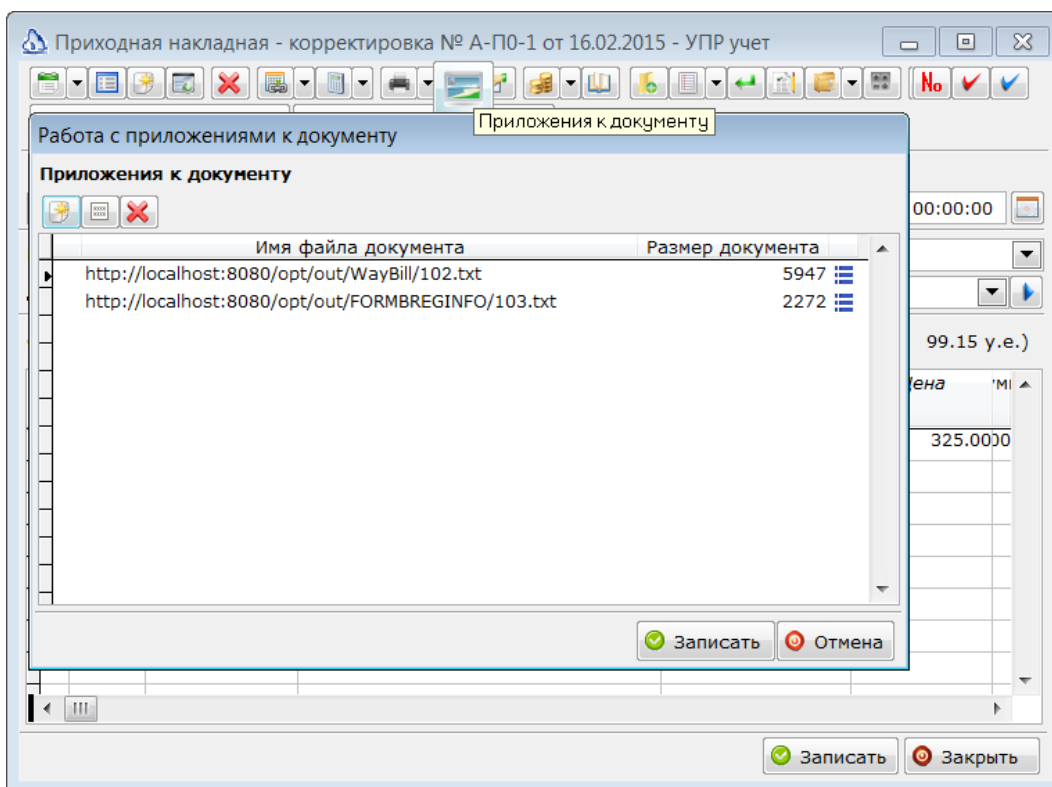 Приходная накладная - корректировка № А-П0-1 от 16.02.2015 - УПР учет
No
Приложения к документу
Работа с приложениями к документу
Приложения к документу
00:00:00
Имя файла документа Размер документа
http://localhost:8080/opt/out/WayBill/102.txt 5947
http://localhost:8080/opt/out/FORMBREGINFO/103.txt 2272
99.15 у.е.)
325.0000
Записать Отмена
Записать Закрыть